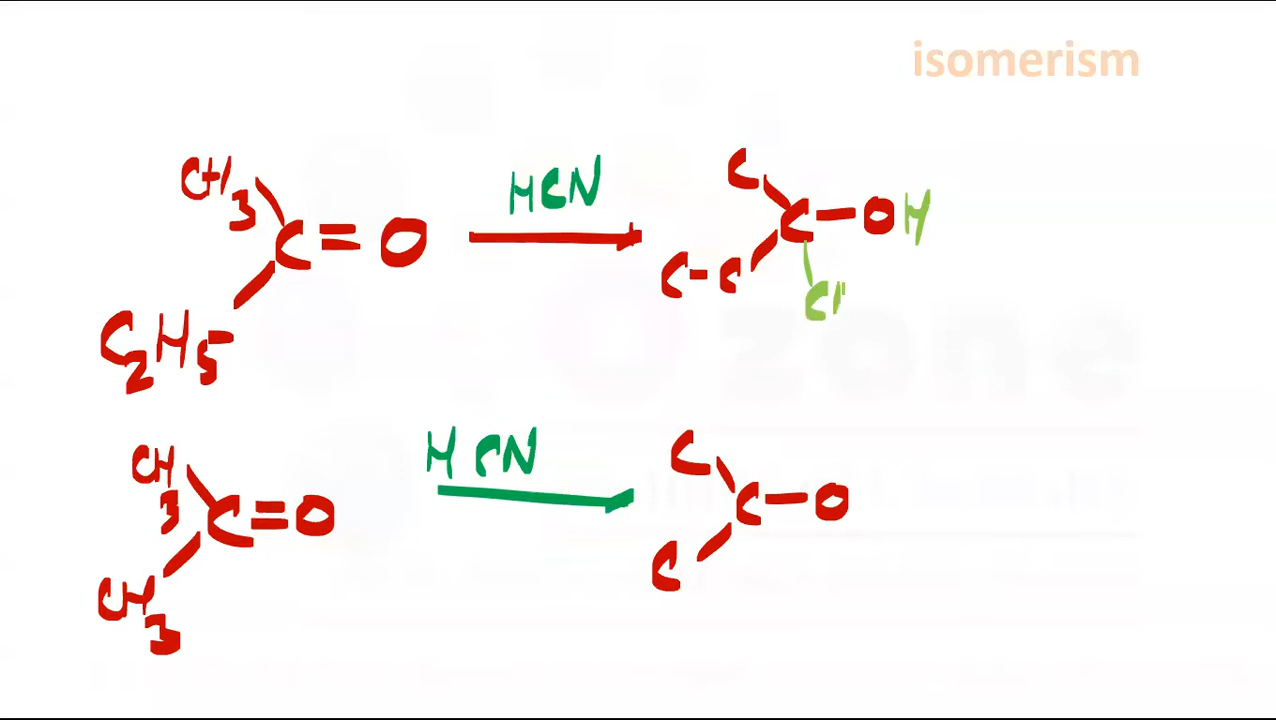 isomerism
CH3 C=O HCN C C-OH
C2H5 C-C CN
CH3 C=O HCN C C-O
CH3 C